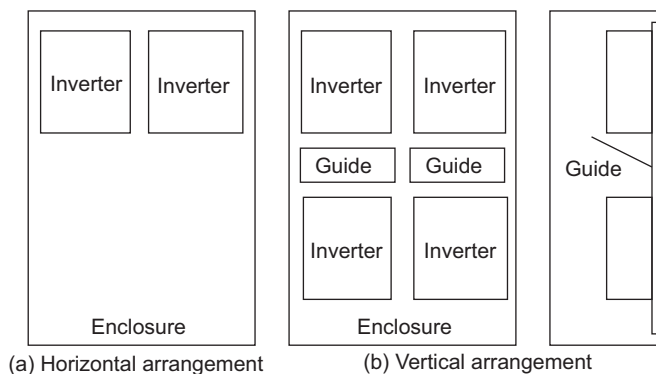 Inverter Inverter
Enclosure
(a) Horizontal arrangement
Inverter Inverter
Guide Guide
Inverter Inverter
Enclosure
Guide
(b) Vertical arrangement